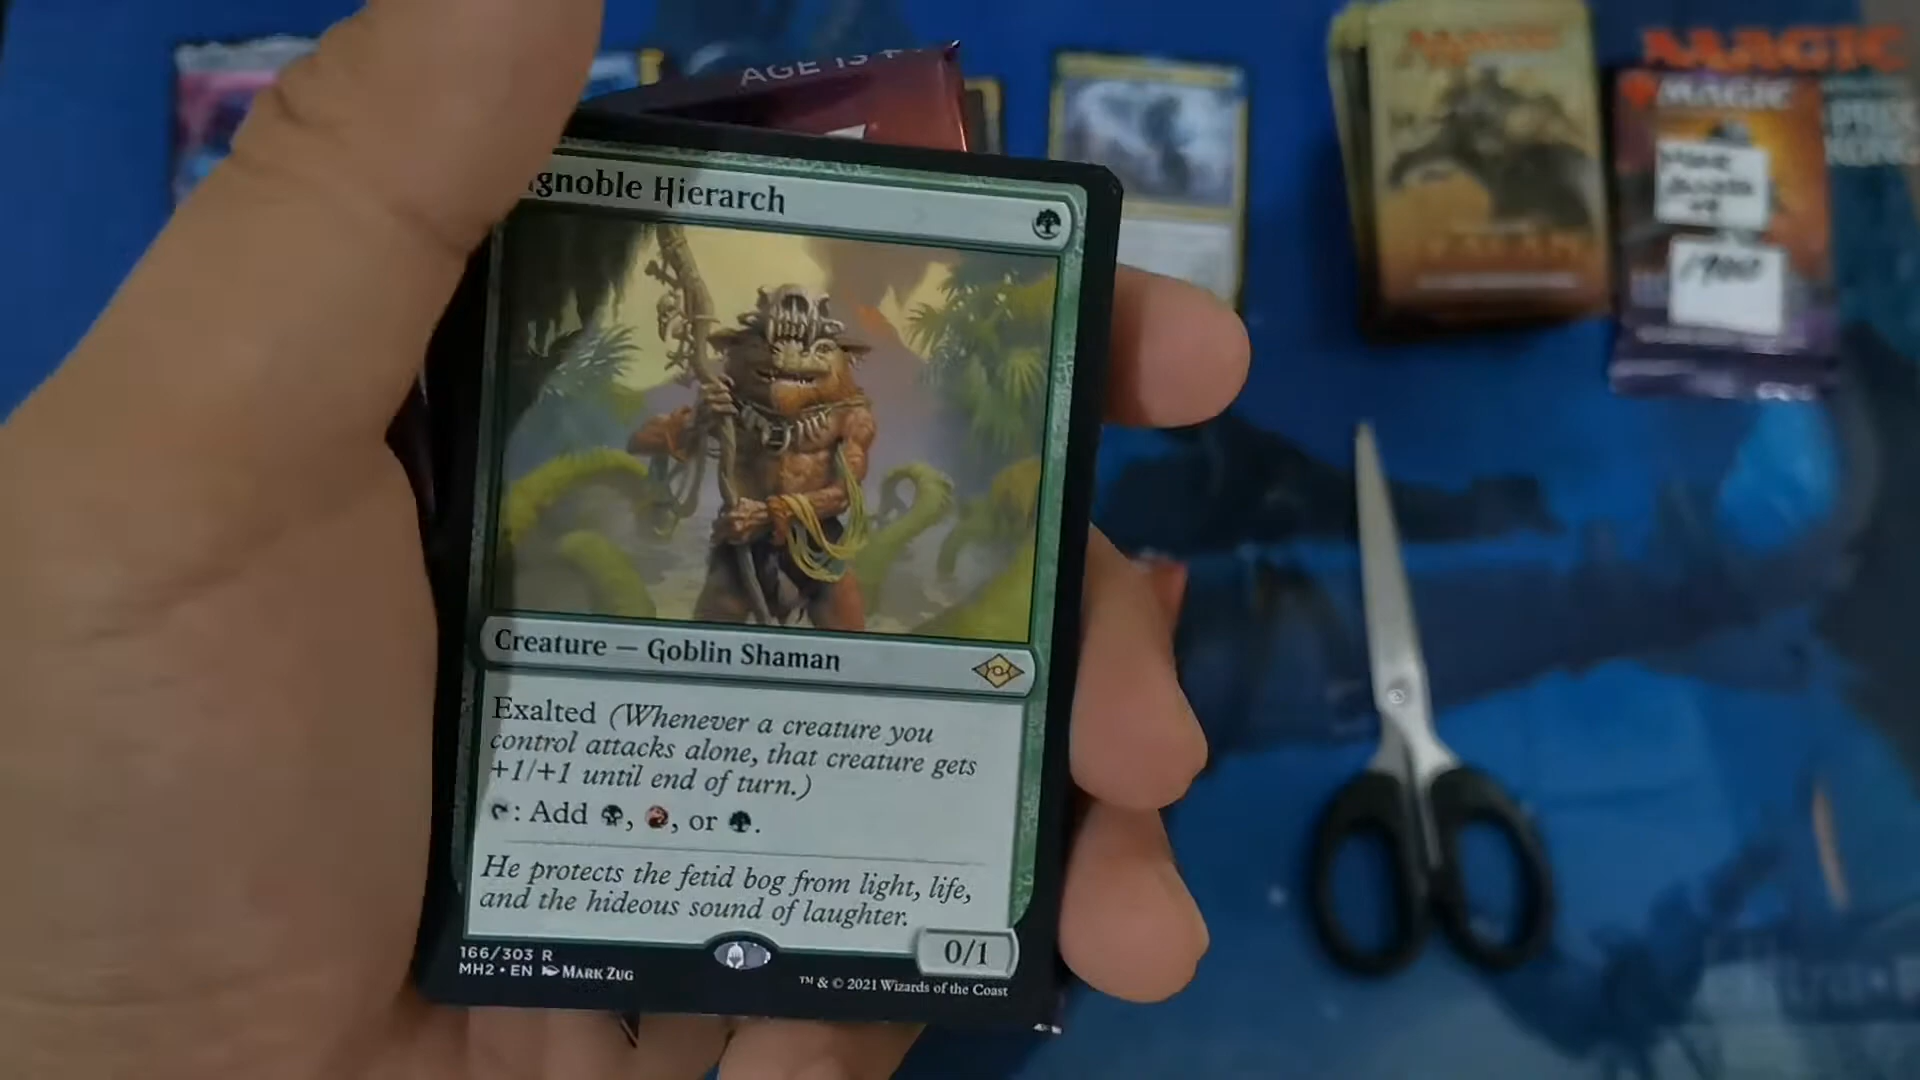 AGE IS
MAGIC
MAGIC
1900
gnoble Hierarch
Creature — Goblin Shaman
Exalted (Whenever a creature you
control attacks alone, that creature gets
+1/+1 until end of turn.)
: Add , , or .
He protects the fetid bog from light, life,
and the hideous sound of laughter.
0/1
166/303 R
MH2 • EN MARK ZUG
™ & © 2021 Wizards of the Coast